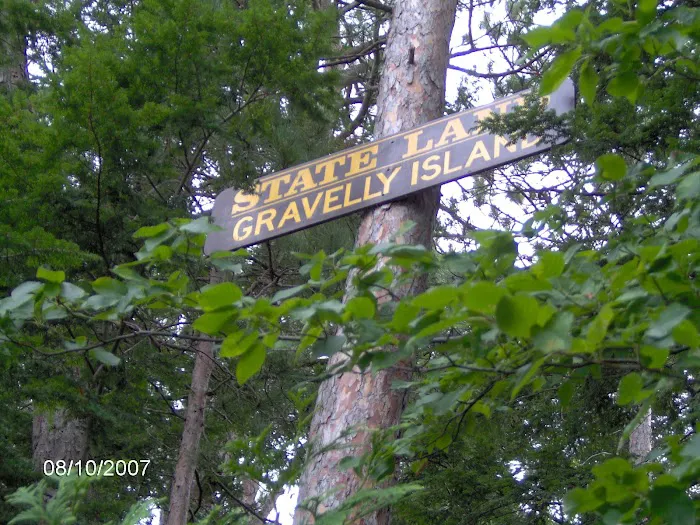 STATE LAND
GRAVELLY ISLAND
08/10/2007